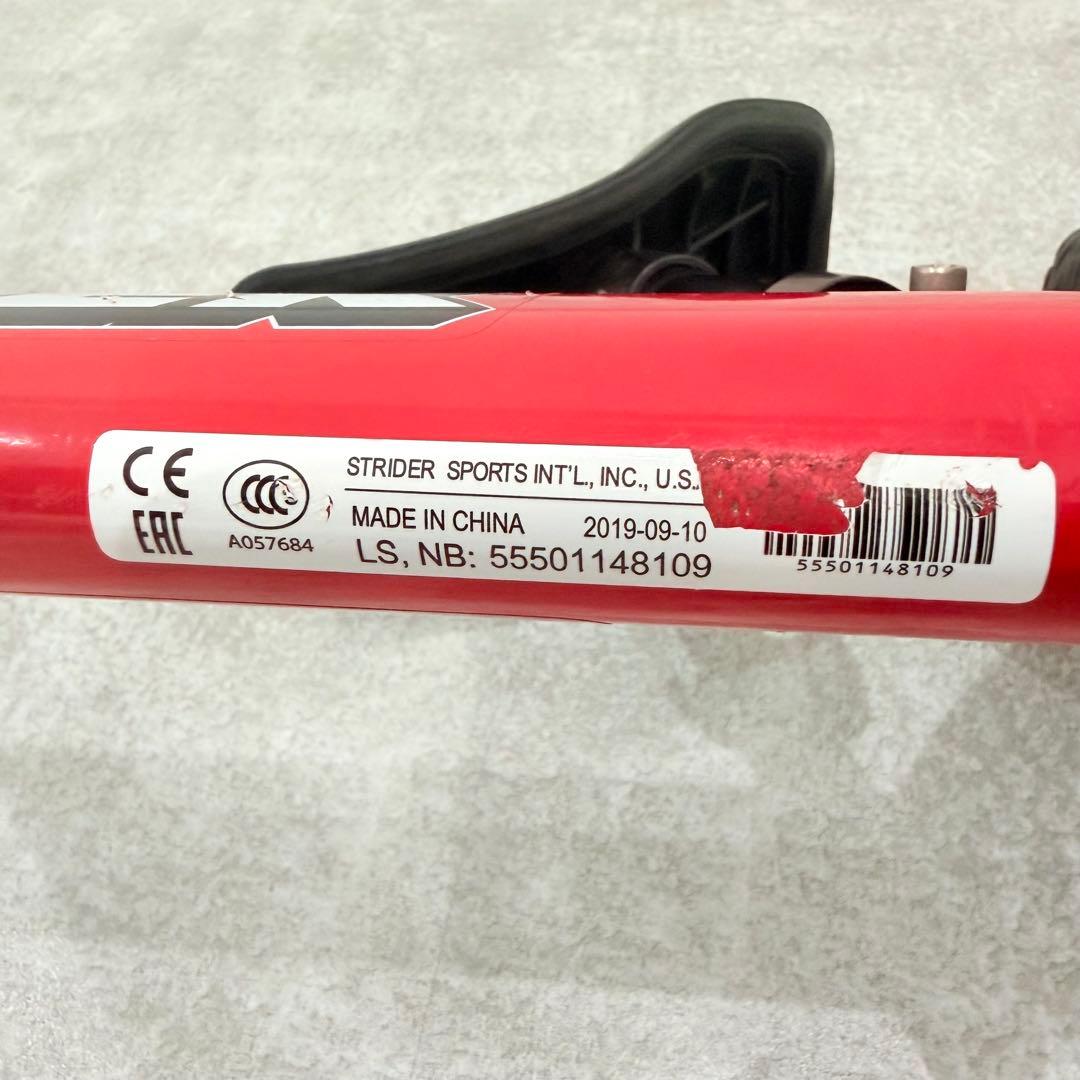 CE
EAC
CCC
A057684
STRIDER SPORTS INT'L., INC., U.S.
MADE IN CHINA 2019-09-10
LS, NB: 55501148109
55501148109